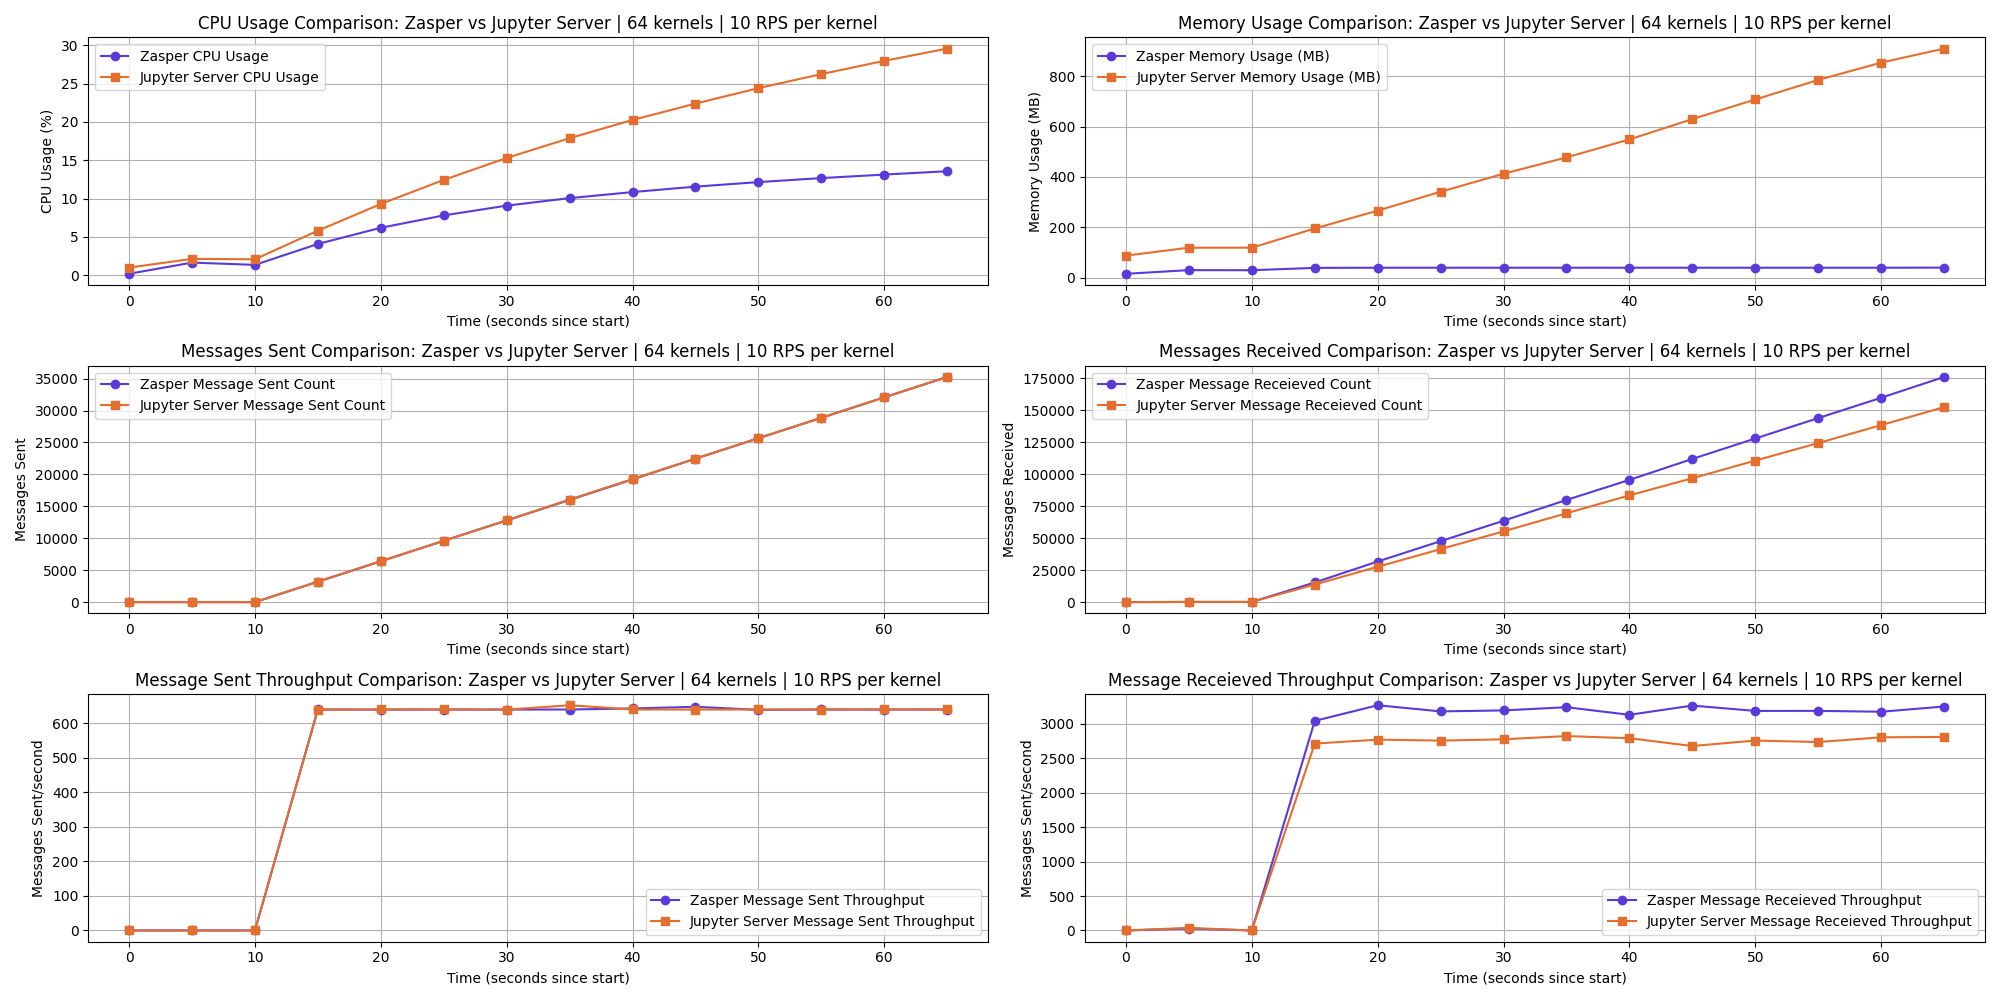 CPU Usage Comparison: Zasper vs Jupyter Server | 64 kernels | 10 RPS per kernel
Zasper CPU Usage
Jupyter Server CPU Usage
CPU Usage (%)
30
25
20
15
10
5
0
0 10 20 30 40 50 60
Time (seconds since start)
Memory Usage Comparison: Zasper vs Jupyter Server | 64 kernels | 10 RPS per kernel
Zasper Memory Usage (MB)
Jupyter Server Memory Usage (MB)
Memory Usage (MB)
800
600
400
200
0
0 10 20 30 40 50 60
Time (seconds since start)
Messages Sent Comparison: Zasper vs Jupyter Server | 64 kernels | 10 RPS per kernel
Zasper Message Sent Count
Jupyter Server Message Sent Count
Messages Sent
35000
30000
25000
20000
15000
10000
5000
0
0 10 20 30 40 50 60
Time (seconds since start)
Messages Received Comparison: Zasper vs Jupyter Server | 64 kernels | 10 RPS per kernel
Zasper Message Receieved Count
Jupyter Server Message Receieved Count
Messages Received
175000
150000
125000
100000
75000
50000
25000
0
0 10 20 30 40 50 60
Time (seconds since start)
Message Sent Throughput Comparison: Zasper vs Jupyter Server | 64 kernels | 10 RPS per kernel
Messages Sent/second
600
500
400
300
200
100
0
Zasper Message Sent Throughput
Jupyter Server Message Sent Throughput
0 10 20 30 40 50 60
Time (seconds since start)
Message Receieved Throughput Comparison: Zasper vs Jupyter Server | 64 kernels | 10 RPS per kernel
Messages Sent/second
3000
2500
2000
1500
1000
500
0
Zasper Message Receieved Throughput
Jupyter Server Message Receieved Throughput
0 10 20 30 40 50 60
Time (seconds since start)